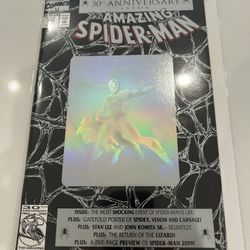 30TH ANNIVERSARY
AMAZING
SPIDER-MAN
INSIDE: THE MOST SHOCKING EVENT OF SPIDER-MAN'S LIFE!
PLUS: GATEFOLD POSTER OF SPIDEY, VENOM AND CARNAGE!
PLUS: STAN LEE AND JOHN ROMITA SR.—REUNITED!
PLUS: THE RETURN OF THE LIZARD!
PLUS: A FIVE-PAGE PREVIEW OF SPIDER-MAN 2099!
30TH